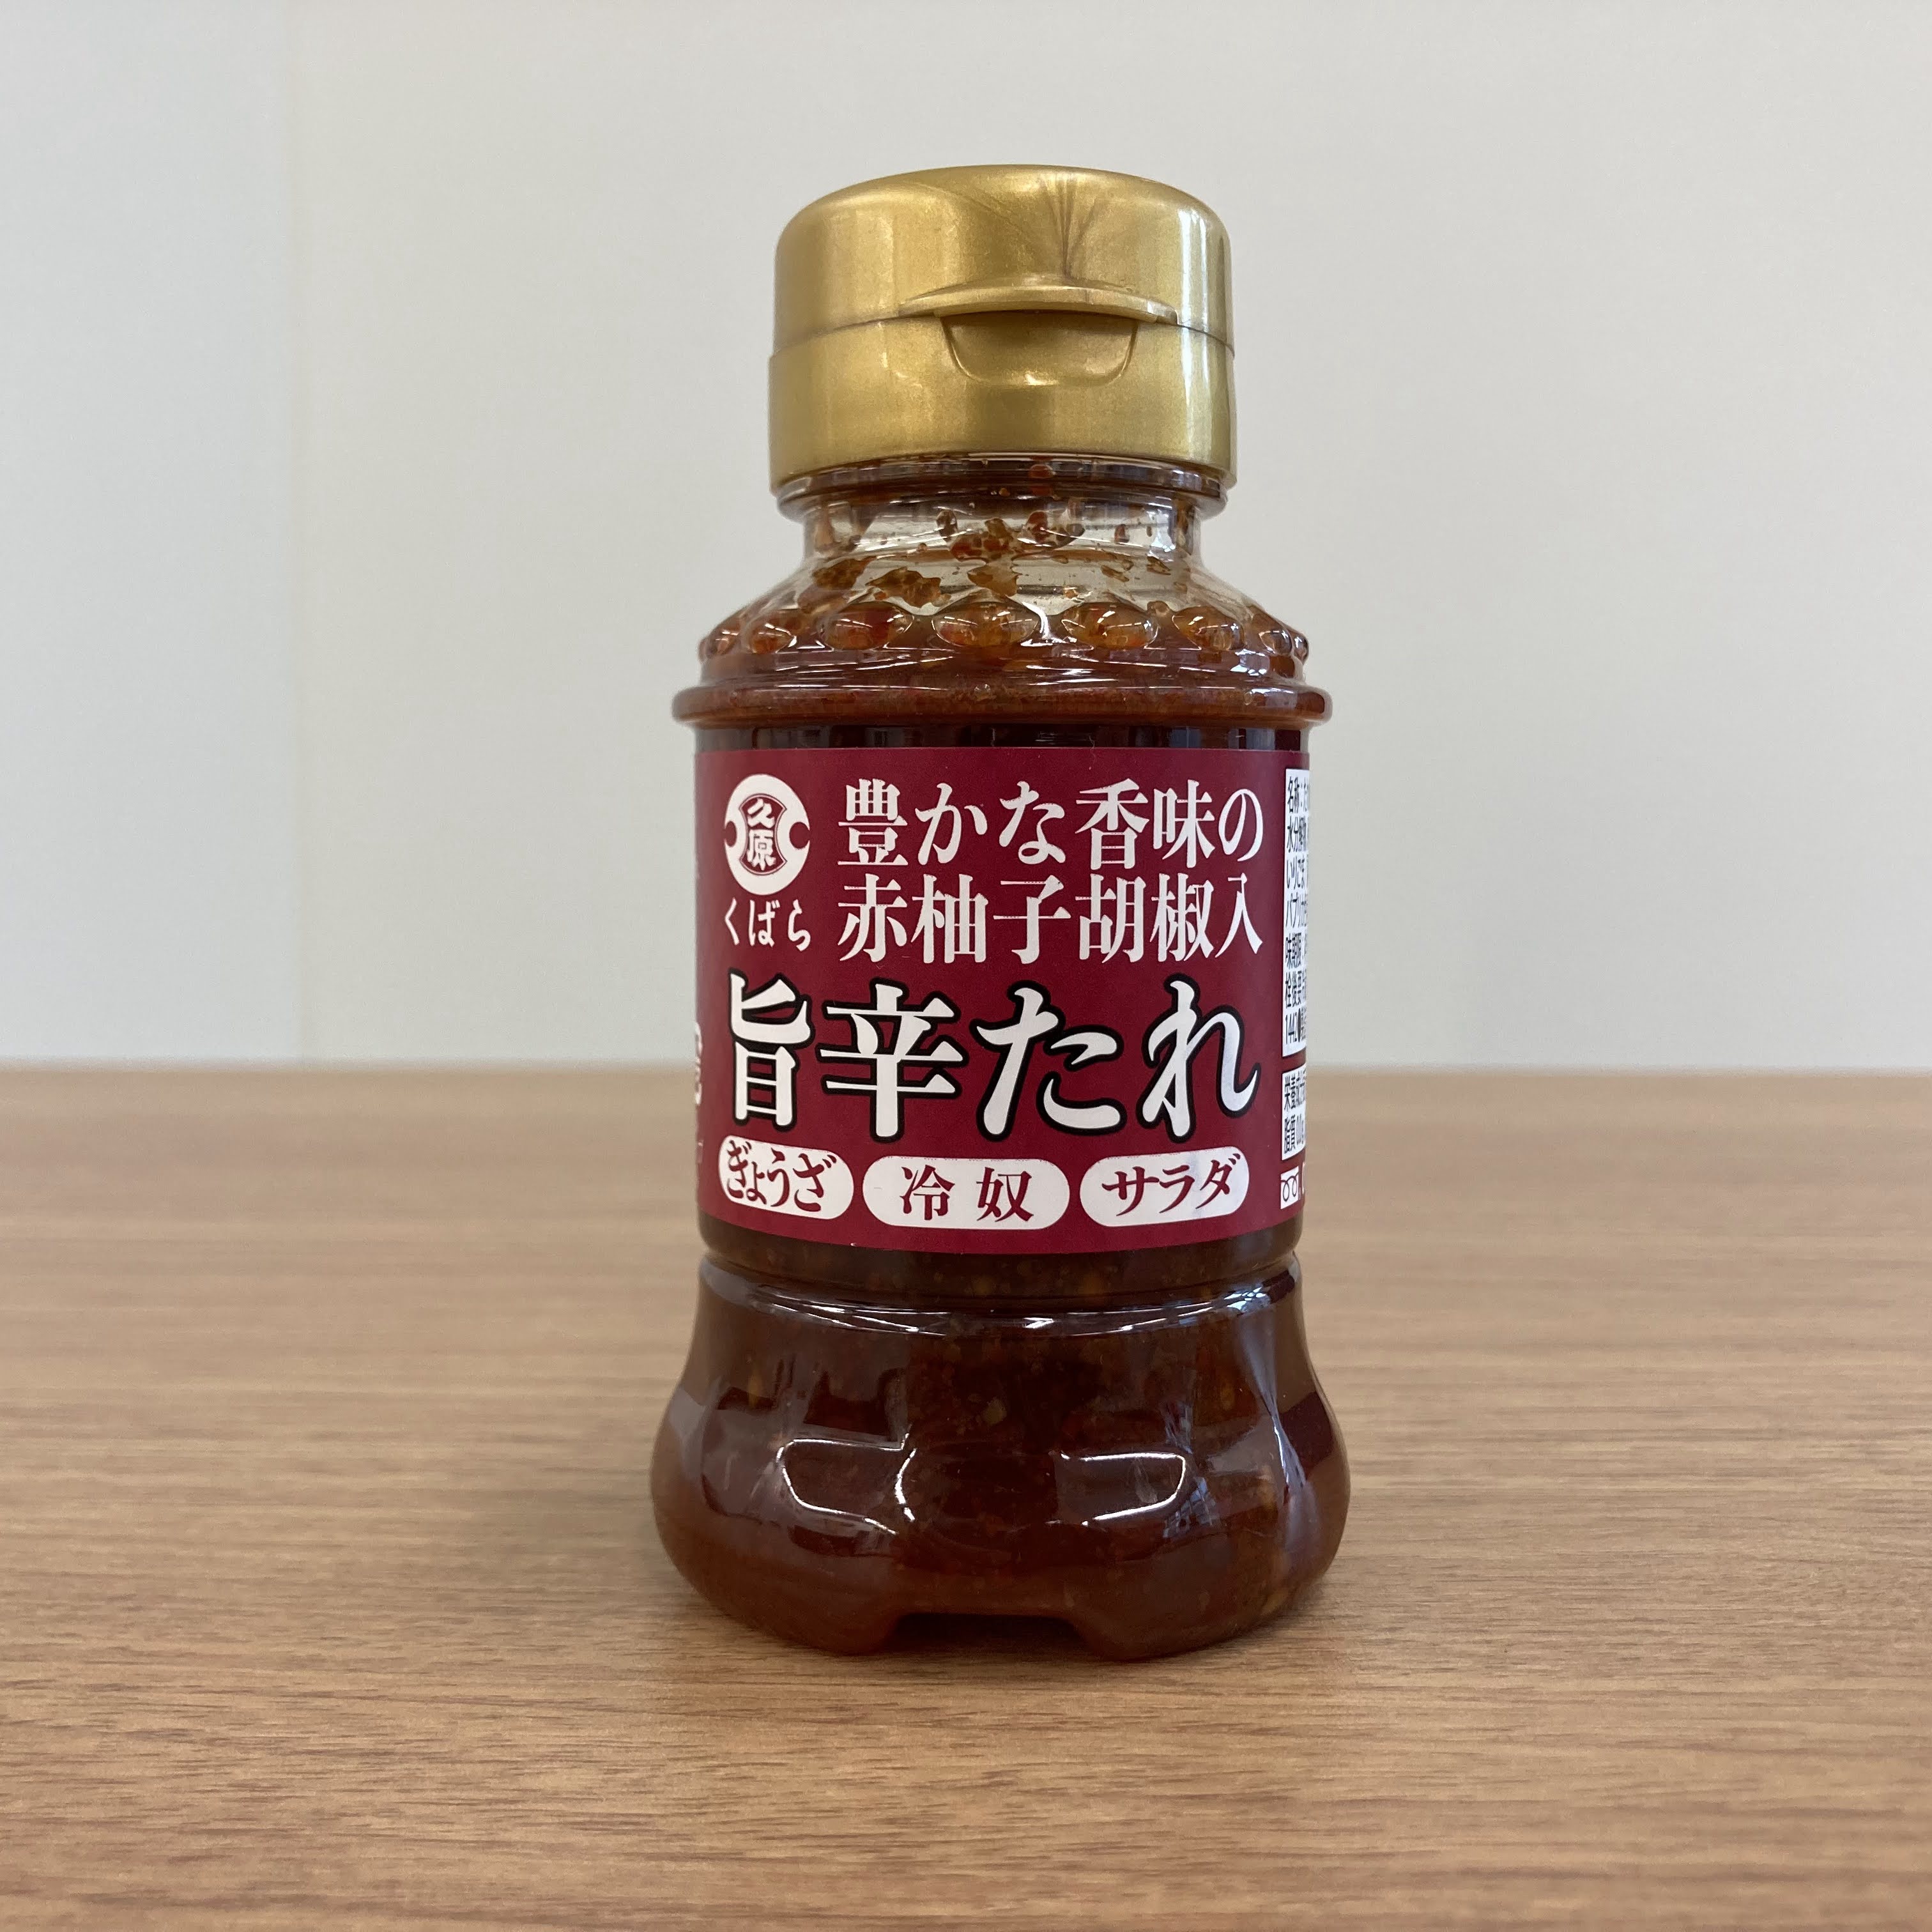 久原
くばら
豊かな香味の
赤柚子胡椒入
旨辛たれ
ぎょうざ 冷奴 サラダ